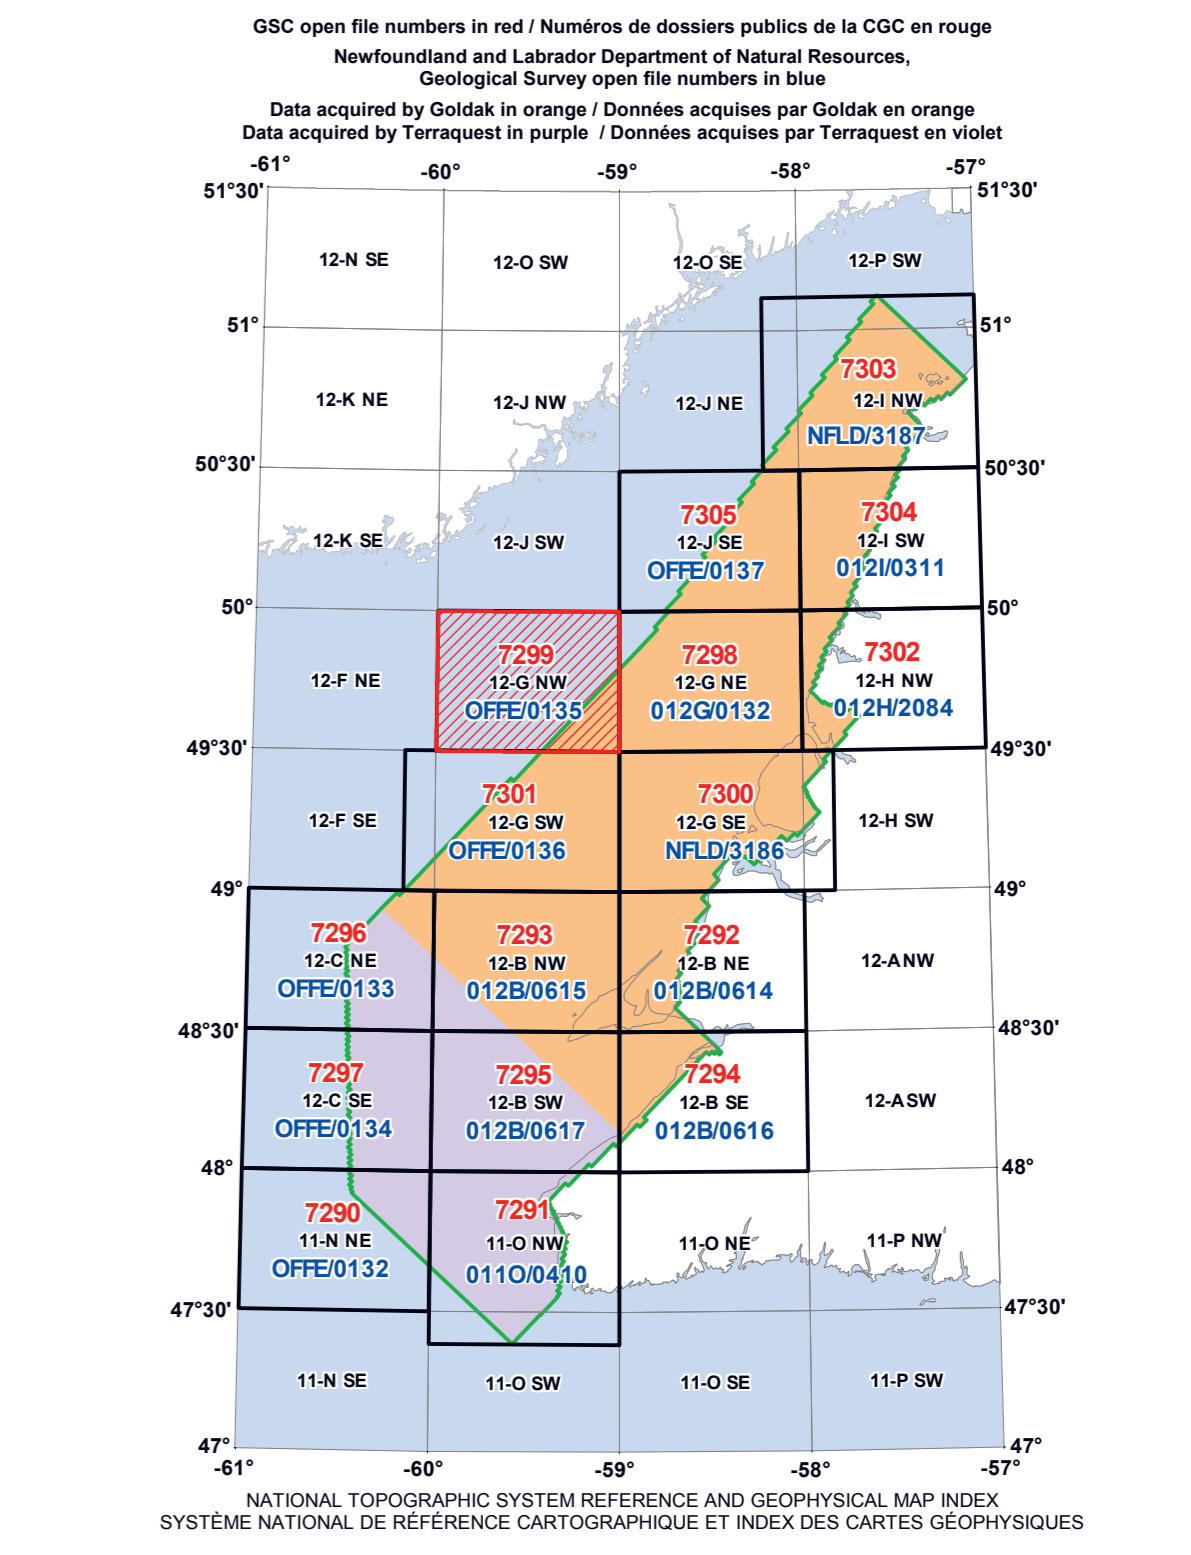 GSC open file numbers in red / Numéros de dossiers publics de la CGC en rouge
Newfoundland and Labrador Department of Natural Resources,
Geological Survey open file numbers in blue
Data acquired by Goldak in orange / Données acquises par Goldak en orange
Data acquired by Terraquest in purple / Données acquises par Terraquest en violet
-61° -60° -59° -58° -57°
51°30' 51°30'
12-N SE 12-O SW 12-O SE 12-P SW
51° 51°
7303
12-K NE 12-J NW 12-J NE 12-I NW
NFLD/3187
50°30' 50°30'
7305 7304
12-K SE 12-J SW 12-J SE 12-I SW
OFFE/0137 012I/0311
50° 50°
7299 7298 7302
12-F NE 12-G NW 12-G NE 12-H NW
OFFE/0135 012G/0132 012H/2084
49°30' 49°30'
7301 7300
12-F SE 12-G SW 12-G SE 12-H SW
OFFE/0136 NFLD/3186
49° 49°
7296 7293 7292
12-C NE 12-B NW 12-B NE 12-A NW
OFFE/0133 012B/0615 012B/0614
48°30' 48°30'
7297 7295 7294
12-C SE 12-B SW 12-B SE 12-A SW
OFFE/0134 012B/0617 012B/0616
48° 48°
7290 7291
11-N NE 11-O NW 11-O NE 11-P NW
OFFE/0132 011O/0410
47°30' 47°30'
11-N SE 11-O SW 11-O SE 11-P SW
47° 47°
-61° -60° -59° -58° -57°
NATIONAL TOPOGRAPHIC SYSTEM REFERENCE AND GEOPHYSICAL MAP INDEX
SYSTÈME NATIONAL DE RÉFÉRENCE CARTOGRAPHIQUE ET INDEX DES CARTES GÉOPHYSIQUES